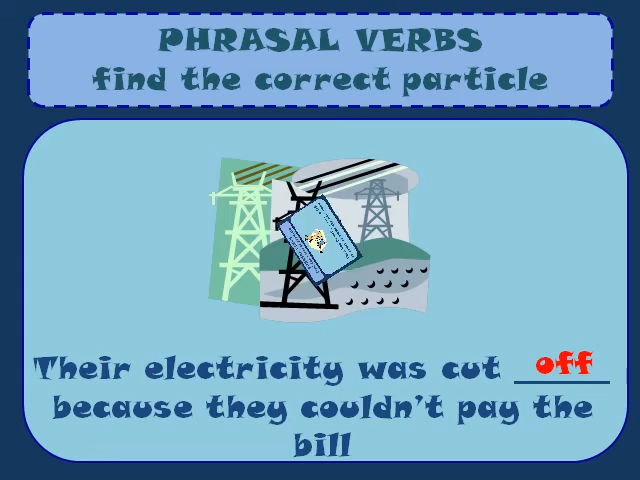 PHRASAL VERBS
find the correct particle
Their electricity was cut off
because they couldn't pay the
bill